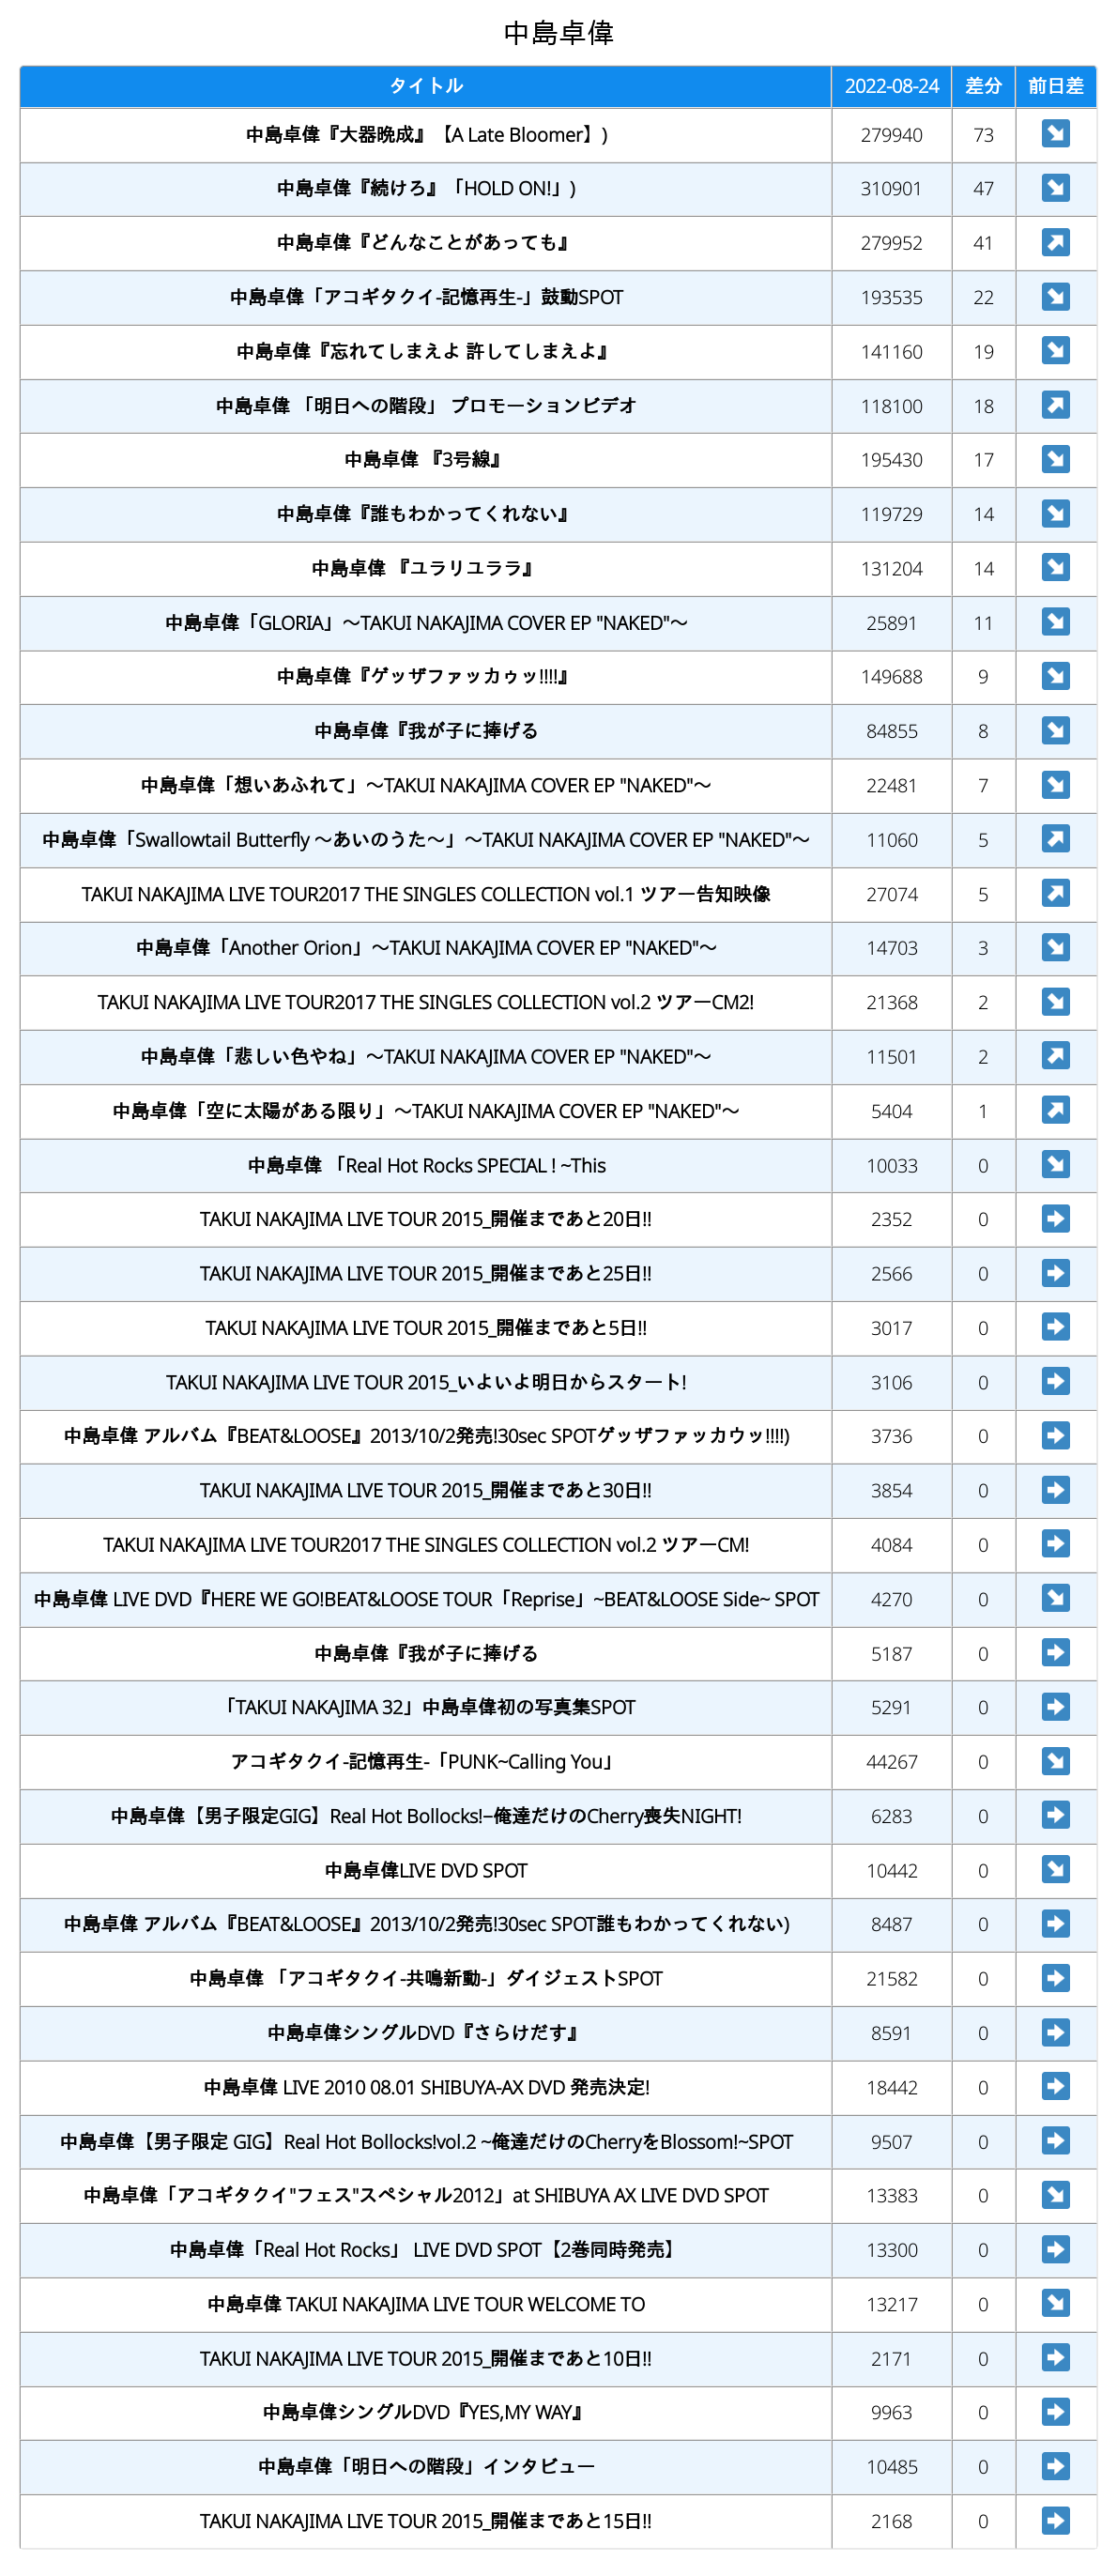 中島卓偉
タイトル 2022-08-24 差分 前日差
中島卓偉『大器晩成』【A Late Bloomer】) 279940 73 ↘
中島卓偉『続けろ』「HOLD ON!」) 310901 47 ↘
中島卓偉『どんなことがあっても』 279952 41 ↗
中島卓偉「アコギタクイ-記憶再生-」鼓動SPOT 193535 22 ↘
中島卓偉『忘れてしまえよ 許してしまえよ』 141160 19 ↘
中島卓偉 「明日への階段」 プロモーションビデオ 118100 18 ↗
中島卓偉 『3号線』 195430 17 ↘
中島卓偉『誰もわかってくれない』 119729 14 ↘
中島卓偉 『ユラリユララ』 131204 14 ↘
中島卓偉「GLORIA」〜TAKUI NAKAJIMA COVER EP "NAKED"〜 25891 11 ↘
中島卓偉『ゲッザファッカゥッ!!!!』 149688 9 ↘
中島卓偉『我が子に捧げる 84855 8 ↘
中島卓偉「想いあふれて」〜TAKUI NAKAJIMA COVER EP "NAKED"〜 22481 7 ↘
中島卓偉「Swallowtail Butterfly 〜あいのうた〜」〜TAKUI NAKAJIMA COVER EP "NAKED"〜 11060 5 ↗
TAKUI NAKAJIMA LIVE TOUR2017 THE SINGLES COLLECTION vol.1 ツアー告知映像 27074 5 ↗
中島卓偉「Another Orion」〜TAKUI NAKAJIMA COVER EP "NAKED"〜 14703 3 ↘
TAKUI NAKAJIMA LIVE TOUR2017 THE SINGLES COLLECTION vol.2 ツアーCM2! 21368 2 ↘
中島卓偉「悲しい色やね」〜TAKUI NAKAJIMA COVER EP "NAKED"〜 11501 2 ↗
中島卓偉「空に太陽がある限り」〜TAKUI NAKAJIMA COVER EP "NAKED"〜 5404 1 ↗
中島卓偉 「Real Hot Rocks SPECIAL ! ~This 10033 0 ↘
TAKUI NAKAJIMA LIVE TOUR 2015_開催まであと20日!! 2352 0 →
TAKUI NAKAJIMA LIVE TOUR 2015_開催まであと25日!! 2566 0 →
TAKUI NAKAJIMA LIVE TOUR 2015_開催まであと5日!! 3017 0 →
TAKUI NAKAJIMA LIVE TOUR 2015_いよいよ明日からスタート! 3106 0 →
中島卓偉 アルバム『BEAT&LOOSE』2013/10/2発売!30sec SPOTゲッザファッカウッ!!!!) 3736 0 →
TAKUI NAKAJIMA LIVE TOUR 2015_開催まであと30日!! 3854 0 →
TAKUI NAKAJIMA LIVE TOUR2017 THE SINGLES COLLECTION vol.2 ツアーCM! 4084 0 →
中島卓偉 LIVE DVD『HERE WE GO!BEAT&LOOSE TOUR「Reprise」~BEAT&LOOSE Side~ SPOT 4270 0 ↘
中島卓偉『我が子に捧げる 5187 0 →
「TAKUI NAKAJIMA 32」中島卓偉初の写真集SPOT 5291 0 →
アコギタクイ-記憶再生-「PUNK~Calling You」 44267 0 ↘
中島卓偉【男子限定GIG】Real Hot Bollocks!−俺達だけのCherry喪失NIGHT! 6283 0 →
中島卓偉LIVE DVD SPOT 10442 0 ↘
中島卓偉 アルバム『BEAT&LOOSE』2013/10/2発売!30sec SPOT誰もわかってくれない) 8487 0 →
中島卓偉 「アコギタクイ-共鳴新動-」ダイジェストSPOT 21582 0 →
中島卓偉シングルDVD『さらけだす』 8591 0 →
中島卓偉 LIVE 2010 08.01 SHIBUYA-AX DVD 発売決定! 18442 0 →
中島卓偉【男子限定 GIG】Real Hot Bollocks!vol.2 ~俺達だけのCherryをBlossom!~SPOT 9507 0 →
中島卓偉「アコギタクイ"フェス"スペシャル2012」at SHIBUYA AX LIVE DVD SPOT 13383 0 ↘
中島卓偉「Real Hot Rocks」 LIVE DVD SPOT【2巻同時発売】 13300 0 →
中島卓偉 TAKUI NAKAJIMA LIVE TOUR WELCOME TO 13217 0 ↘
TAKUI NAKAJIMA LIVE TOUR 2015_開催まであと10日!! 2171 0 →
中島卓偉シングルDVD『YES,MY WAY』 9963 0 →
中島卓偉「明日への階段」インタビュー 10485 0 →
TAKUI NAKAJIMA LIVE TOUR 2015_開催まであと15日!! 2168 0 →